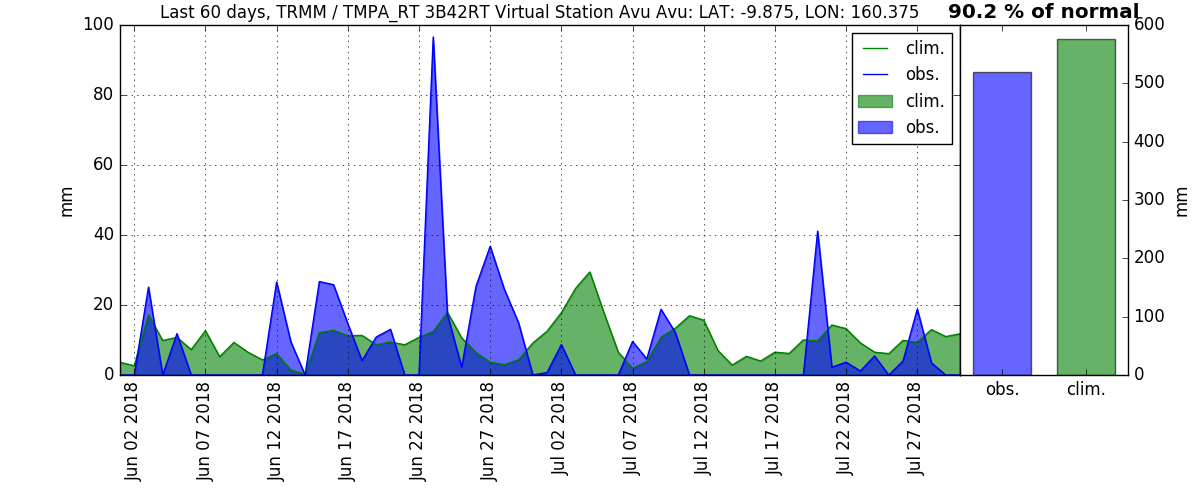 Last 60 days, TRMM / TMPA_RT 3B42RT Virtual Station Avu Avu: LAT: -9.875, LON: 160.375
90.2 % of normal
100
80
60
40
20
0
mm
clim.
obs.
clim.
obs.
Jun 02 2018
Jun 07 2018
Jun 12 2018
Jun 17 2018
Jun 22 2018
Jun 27 2018
Jul 02 2018
Jul 07 2018
Jul 12 2018
Jul 17 2018
Jul 22 2018
Jul 27 2018
600
500
400
300
200
100
0
mm
obs.
clim.